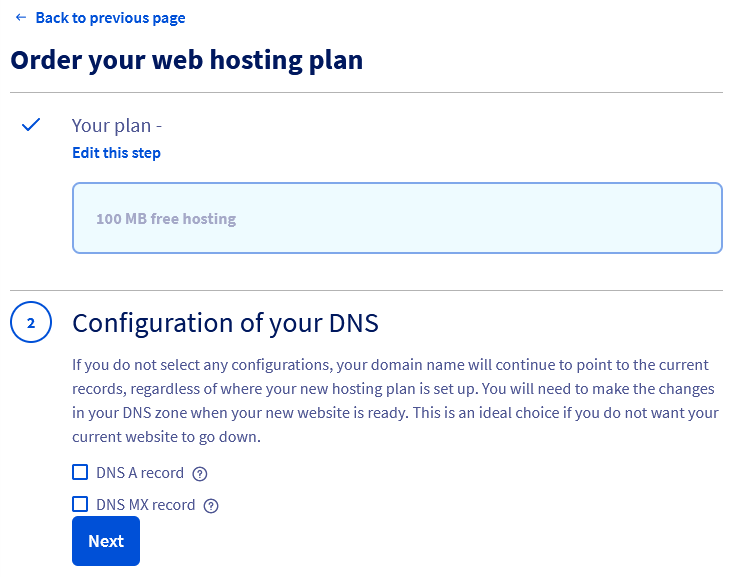 ← Back to previous page
Order your web hosting plan
Your plan -
Edit this step
100 MB free hosting
2
Configuration of your DNS
If you do not select any configurations, your domain name will continue to point to the current
records, regardless of where your new hosting plan is set up. You will need to make the changes
in your DNS zone when your new website is ready. This is an ideal choice if you do not want your
current website to go down.
DNS A record ?
DNS MX record ?
Next